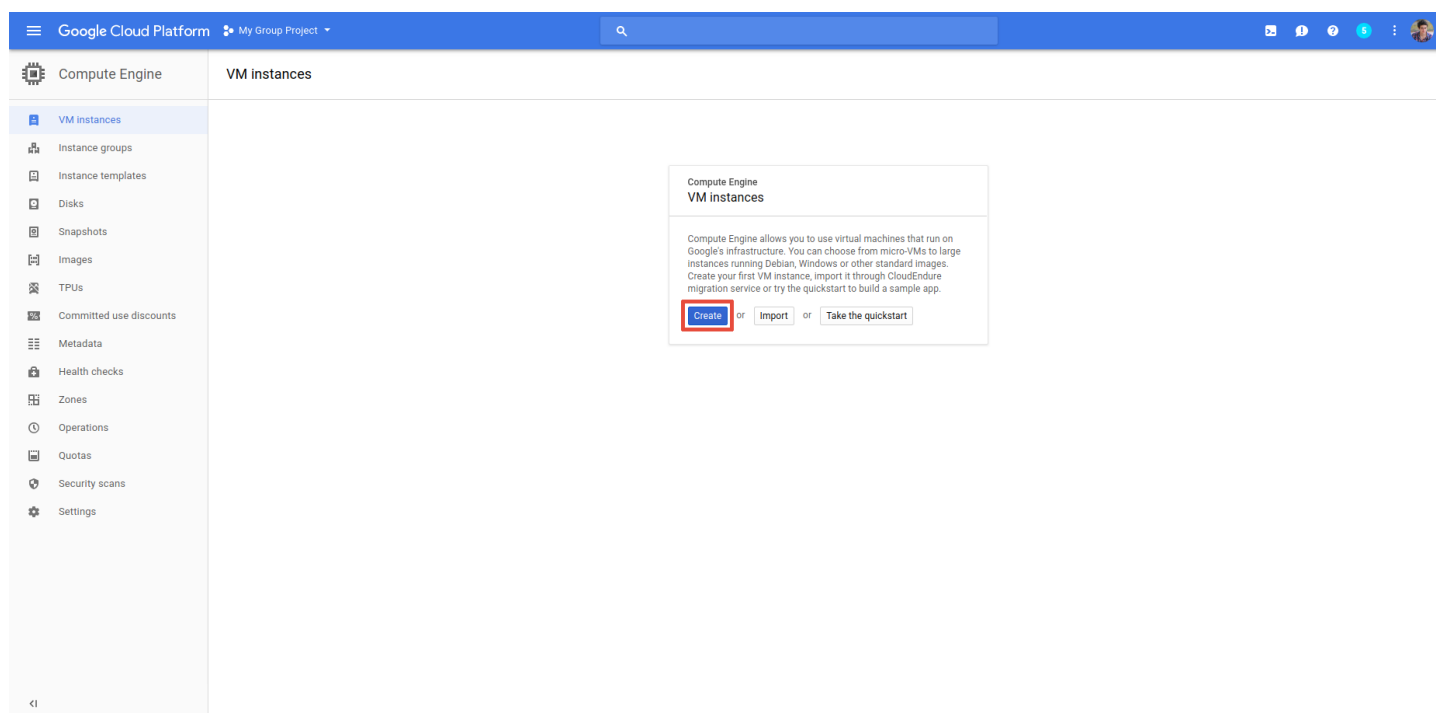 Google Cloud Platform
My Group Project
5
Compute Engine
VM instances
VM instances
Instance groups
Instance templates
Disks
Snapshots
Images
TPUs
Committed use discounts
Metadata
Health checks
Zones
Operations
Quotas
Security scans
Settings
Compute Engine
VM instances
Compute Engine allows you to use virtual machines that run on
Google's infrastructure. You can choose from micro-VMs to large
instances running Debian, Windows or other standard images.
Create your first VM instance, import it through CloudEndure
migration service or try the quickstart to build a sample app.
Create or Import or Take the quickstart